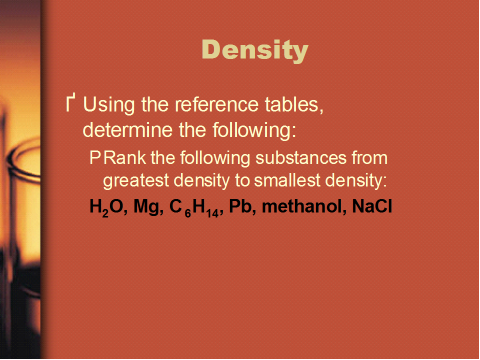 Density
Ґ Using the reference tables,
determine the following:
PRank the following substances from
greatest density to smallest density:
H₂O, Mg, C₆H₁₄, Pb, methanol, NaCl